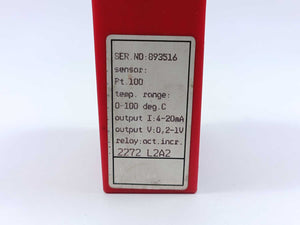 SER.NO:893516
sensor:
Pt.100
temp. range:
0-100 deg.C
output I:4-20mA
output V:0,2-1V
relay:act.incr.
2272 L2A2